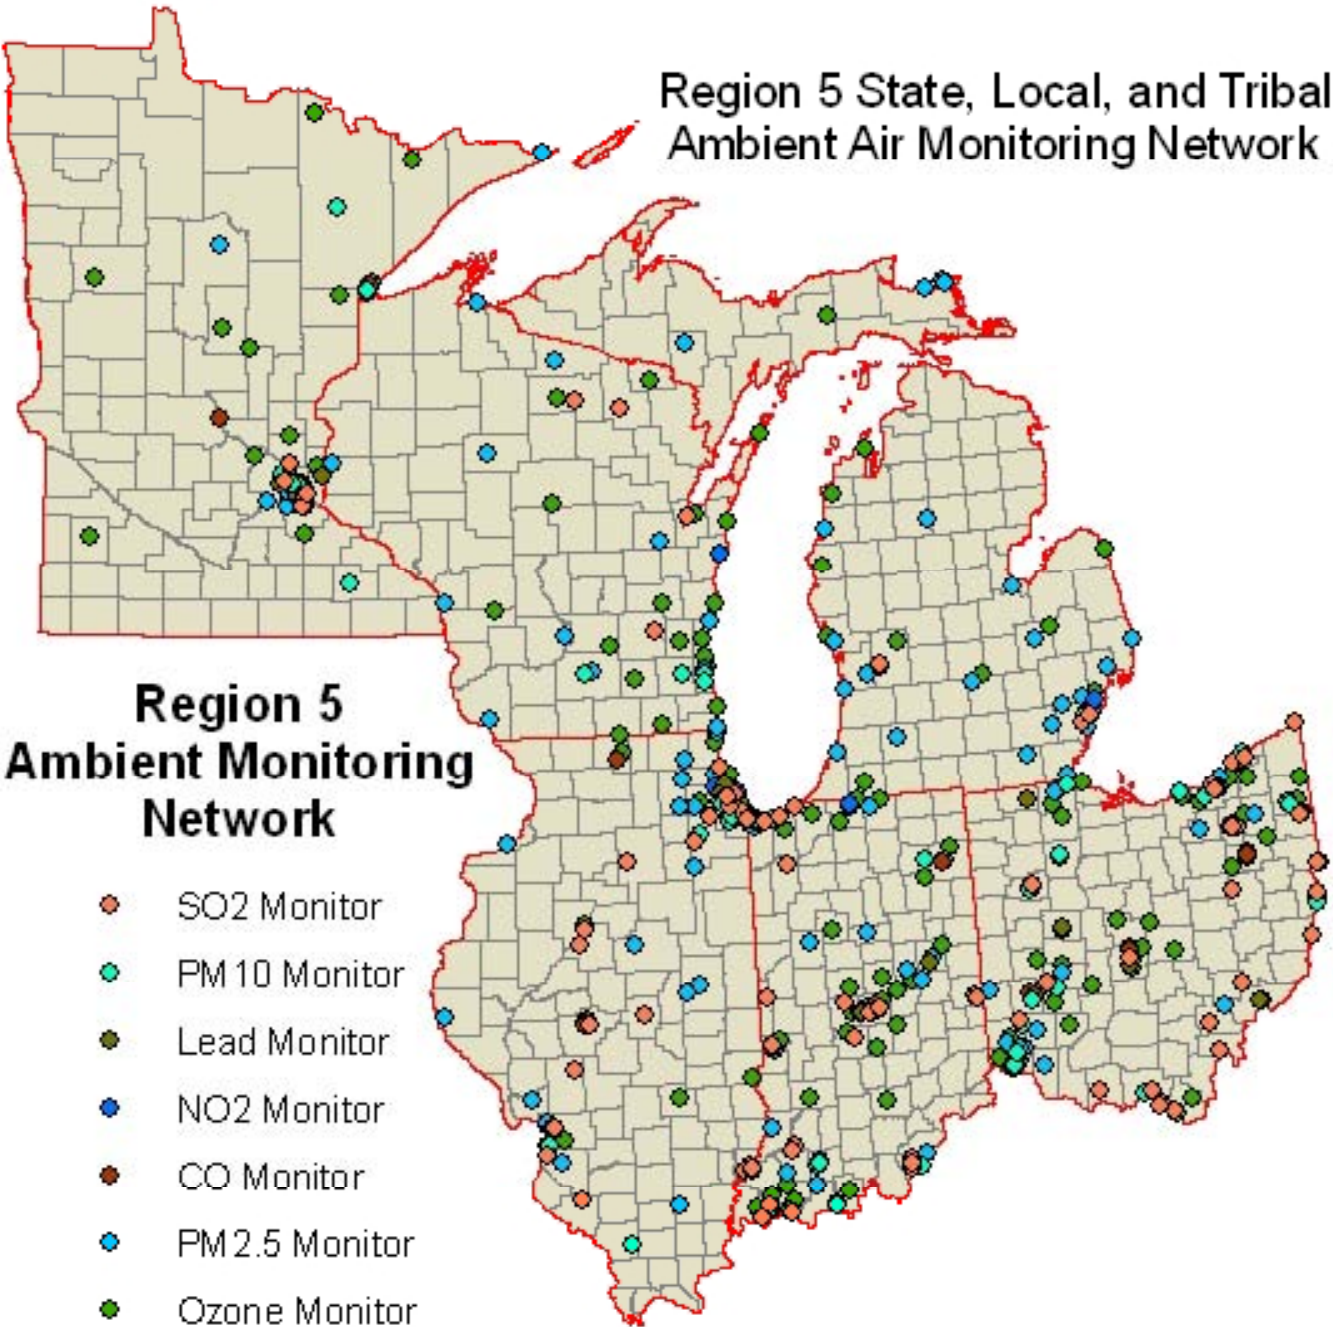 Region 5 State, Local, and Tribal
Ambient Air Monitoring Network
Region 5
Ambient Monitoring
Network
SO2 Monitor
PM10 Monitor
Lead Monitor
NO2 Monitor
CO Monitor
PM2.5 Monitor
Ozone Monitor